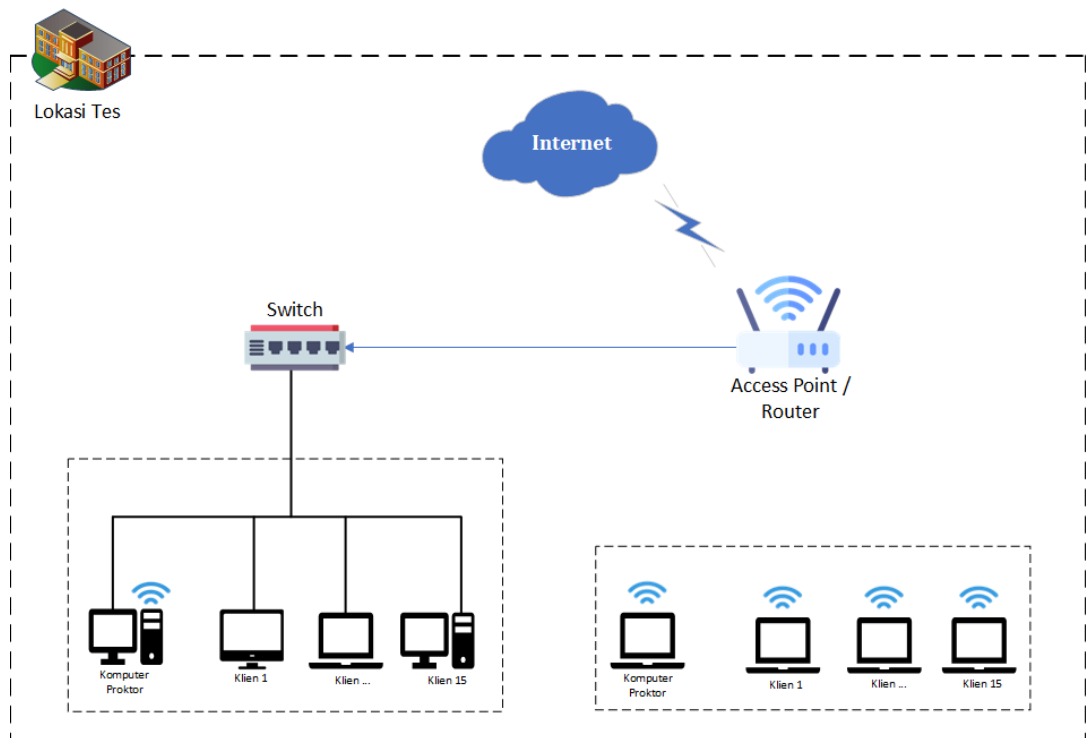 Lokasi Tes
Internet
Switch
Access Point /
Router
Komputer
Proktor
Klien 1
Klien ...
Klien 15
Komputer
Proktor
Klien 1
Klien ...
Klien 15